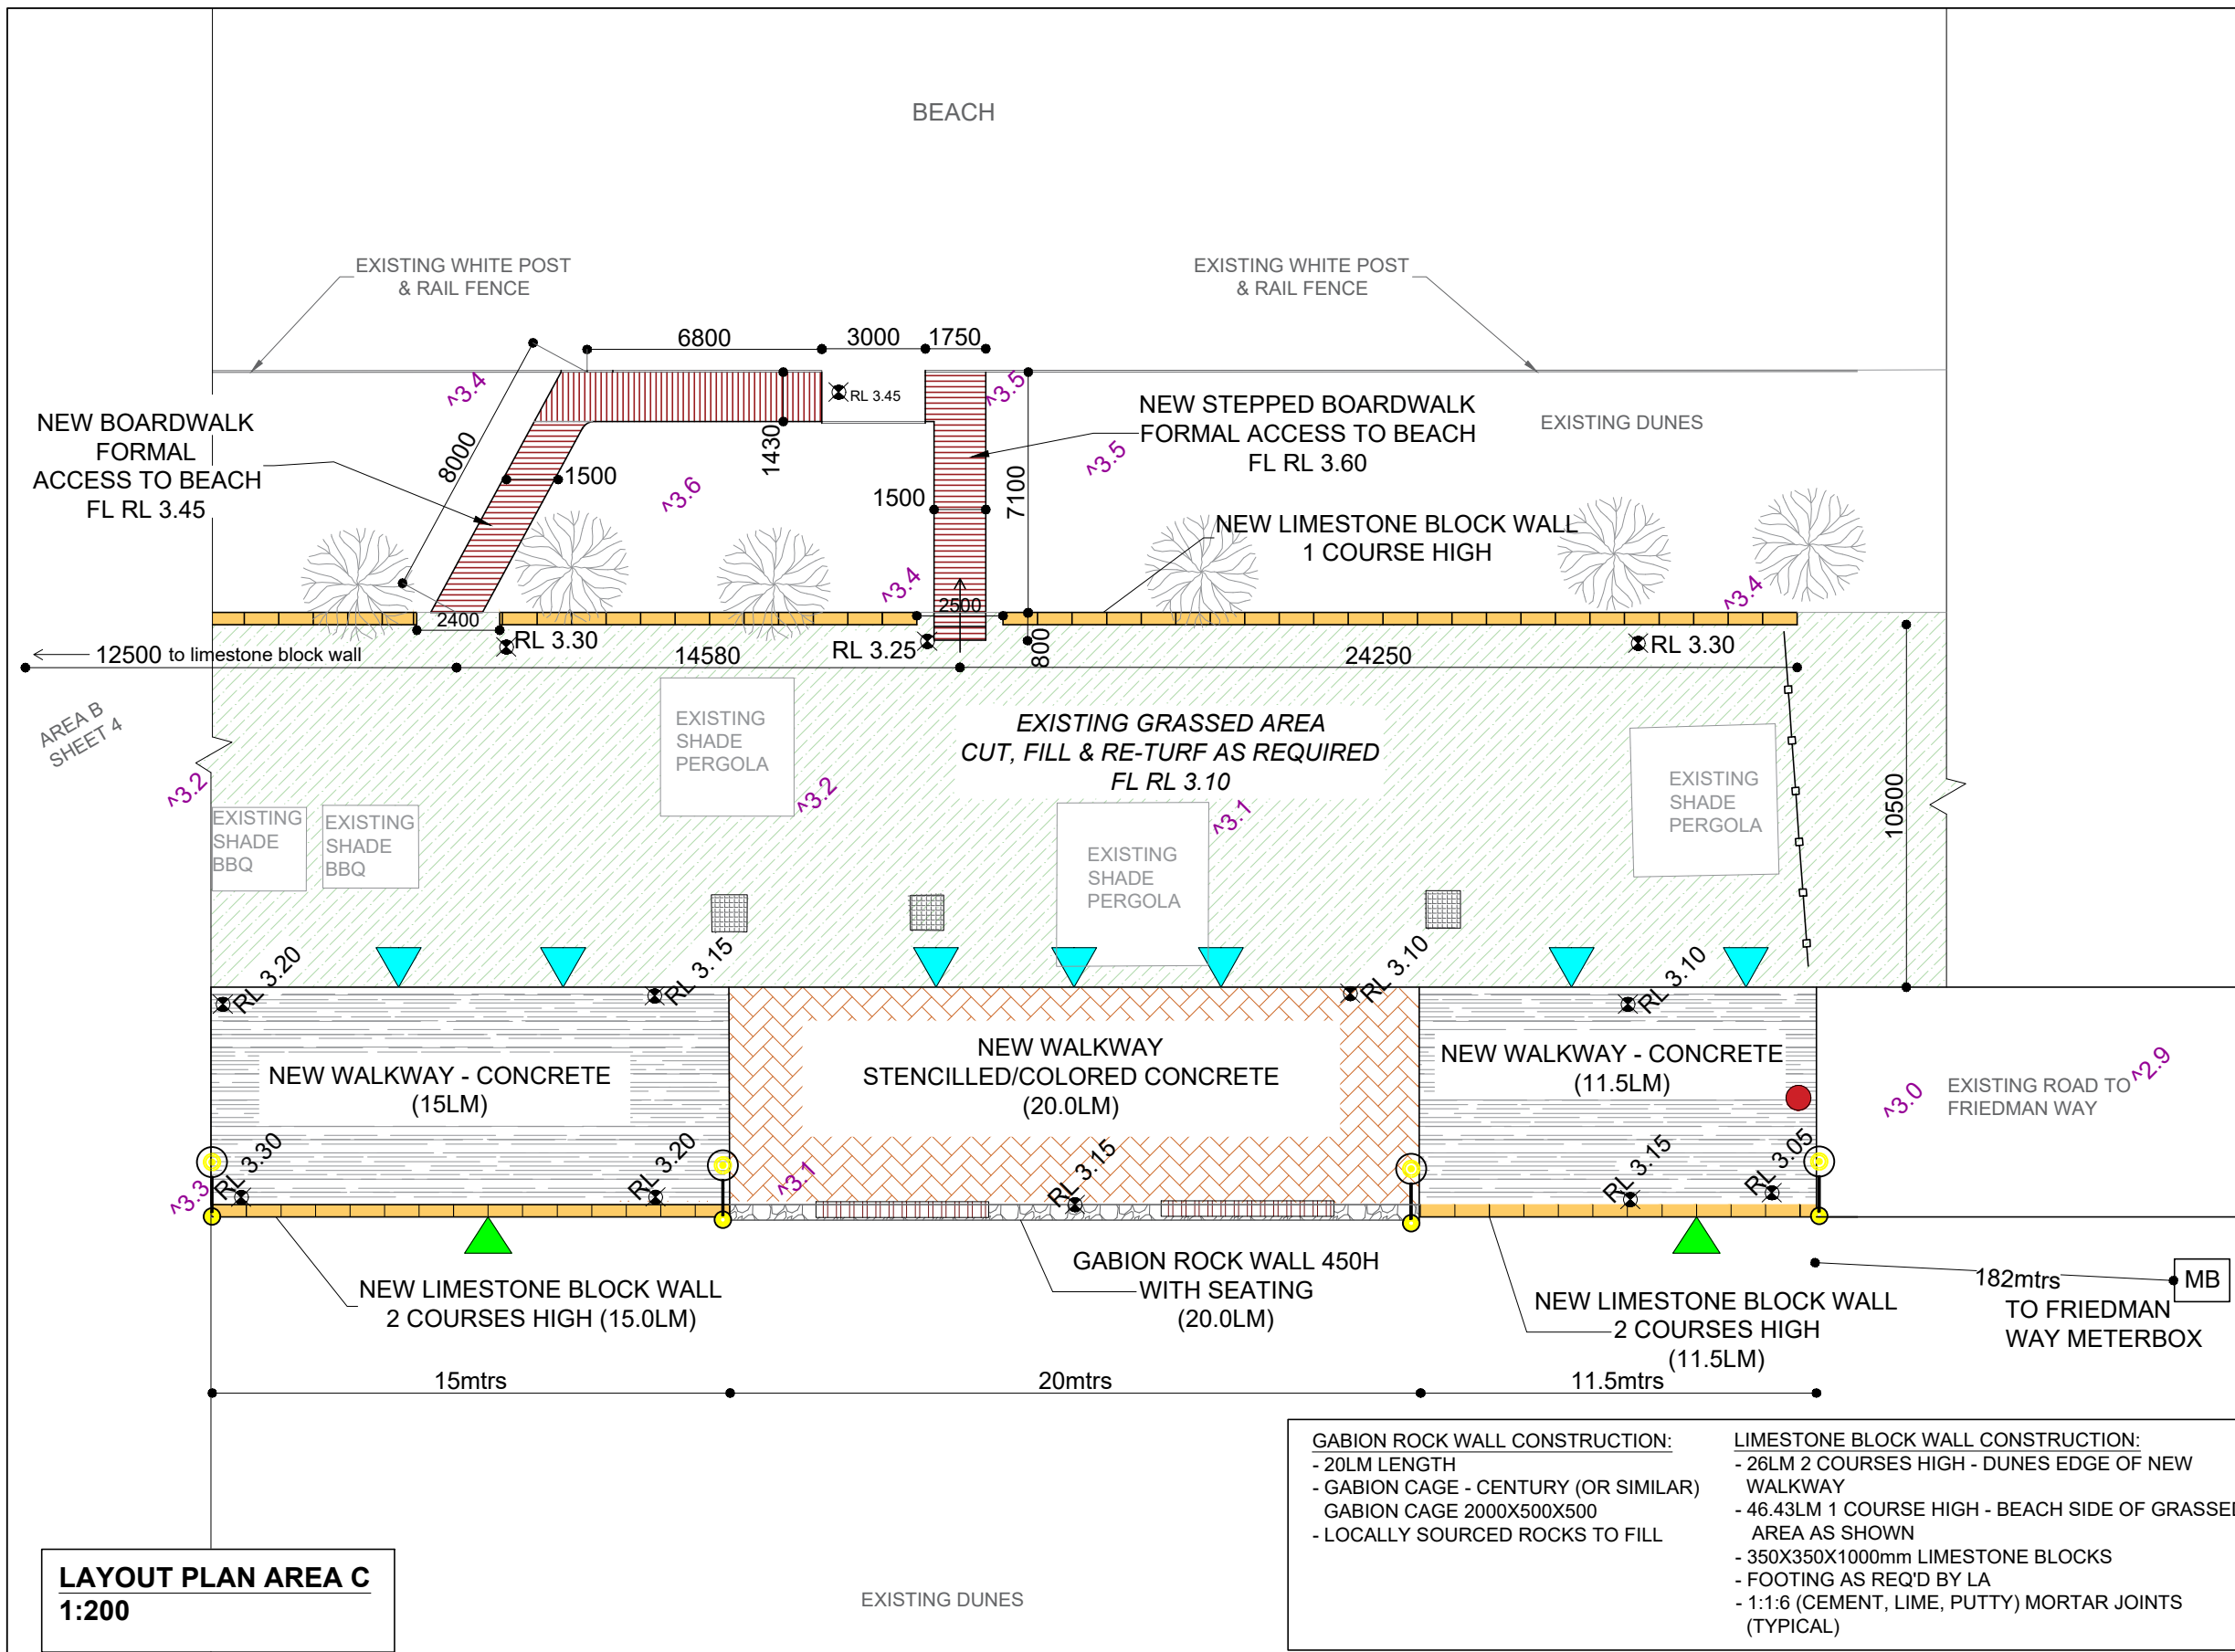 BEACH
EXISTING WHITE POST
& RAIL FENCE
EXISTING WHITE POST
& RAIL FENCE
6800
3000
1750
^3.4
RL 3.45
^3.5
NEW BOARDWALK
FORMAL
ACCESS TO BEACH
FL RL 3.45
8000
1500
1430
^3.6
1500
7100
NEW STEPPED BOARDWALK
FORMAL ACCESS TO BEACH
FL RL 3.60
^3.5
EXISTING DUNES
NEW LIMESTONE BLOCK WALL
1 COURSE HIGH
^3.4
^3.4
2400
2500
RL 3.30
RL 3.25
800
RL 3.30
12500 to limestone block wall
14580
24250
AREA B
SHEET 4
^3.2
EXISTING
SHADE
PERGOLA
^3.2
EXISTING GRASSED AREA
CUT, FILL & RE-TURF AS REQUIRED
FL RL 3.10
^3.1
EXISTING
SHADE
PERGOLA
10500
EXISTING
SHADE
BBQ
EXISTING
SHADE
BBQ
EXISTING
SHADE
PERGOLA
RL 3.20
RL 3.15
RL 3.10
RL 3.10
NEW WALKWAY - CONCRETE
(15LM)
NEW WALKWAY
STENCILLED/COLORED CONCRETE
(20.0LM)
NEW WALKWAY - CONCRETE
(11.5LM)
^3.0
EXISTING ROAD TO
FRIEDMAN WAY
^2.9
^3.3
RL 3.30
RL 3.20
^3.1
RL 3.15
RL 3.15
RL 3.05
NEW LIMESTONE BLOCK WALL
2 COURSES HIGH (15.0LM)
GABION ROCK WALL 450H
WITH SEATING
(20.0LM)
NEW LIMESTONE BLOCK WALL
2 COURSES HIGH
(11.5LM)
182mtrs
MB
TO FRIEDMAN
WAY METERBOX
15mtrs
20mtrs
11.5mtrs
GABION ROCK WALL CONSTRUCTION:
- 20LM LENGTH
- GABION CAGE - CENTURY (OR SIMILAR)
GABION CAGE 2000X500X500
- LOCALLY SOURCED ROCKS TO FILL
LIMESTONE BLOCK WALL CONSTRUCTION:
- 26LM 2 COURSES HIGH - DUNES EDGE OF NEW
WALKWAY
- 46.43LM 1 COURSE HIGH - BEACH SIDE OF GRASSED
AREA AS SHOWN
- 350X350X1000mm LIMESTONE BLOCKS
- FOOTING AS REQ'D BY LA
- 1:1:6 (CEMENT, LIME, PUTTY) MORTAR JOINTS
(TYPICAL)
LAYOUT PLAN AREA C
1:200
EXISTING DUNES